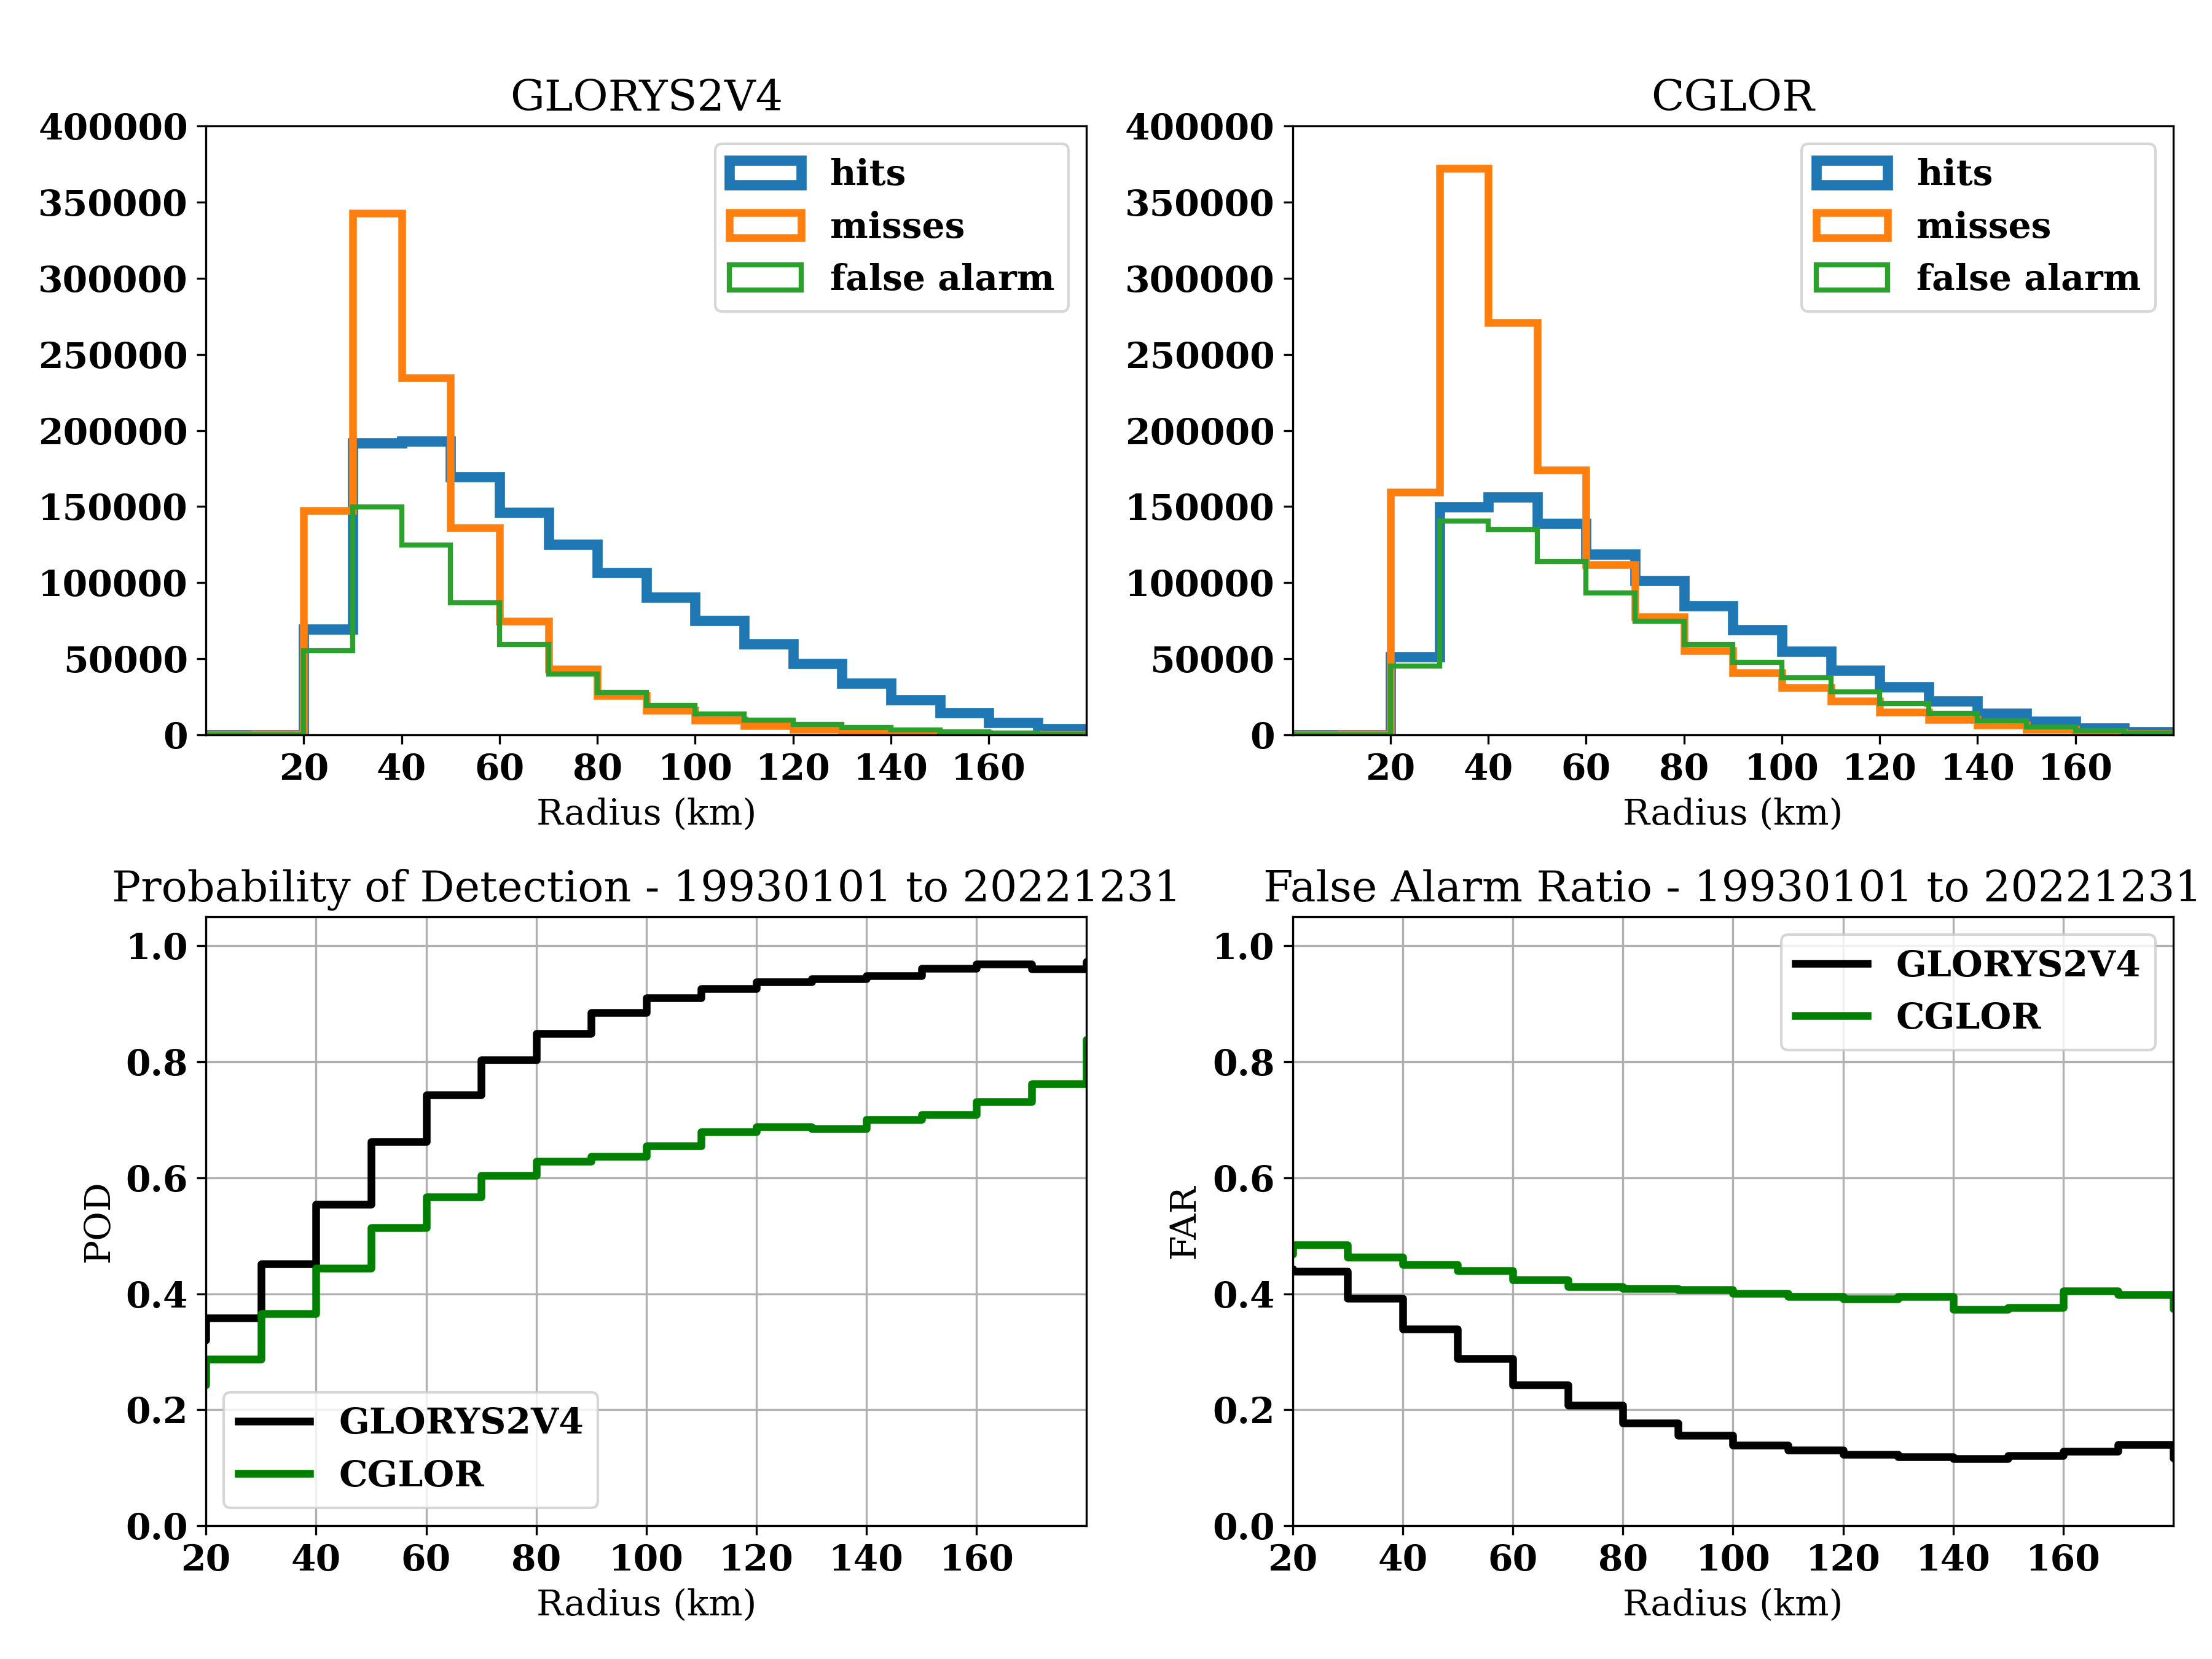 GLORYS2V4
400000
350000
300000
250000
200000
150000
100000
50000
0
hits
misses
false alarm
20 40 60 80 100 120 140 160
Radius (km)
CGLOR
400000
350000
300000
250000
200000
150000
100000
50000
0
hits
misses
false alarm
20 40 60 80 100 120 140 160
Radius (km)
Probability of Detection - 19930101 to 20221231
POD
1.0
0.8
0.6
0.4
0.2
0.0
GLORYS2V4
CGLOR
20 40 60 80 100 120 140 160
Radius (km)
False Alarm Ratio - 19930101 to 20221231
FAR
1.0
0.8
0.6
0.4
0.2
0.0
GLORYS2V4
CGLOR
20 40 60 80 100 120 140 160
Radius (km)